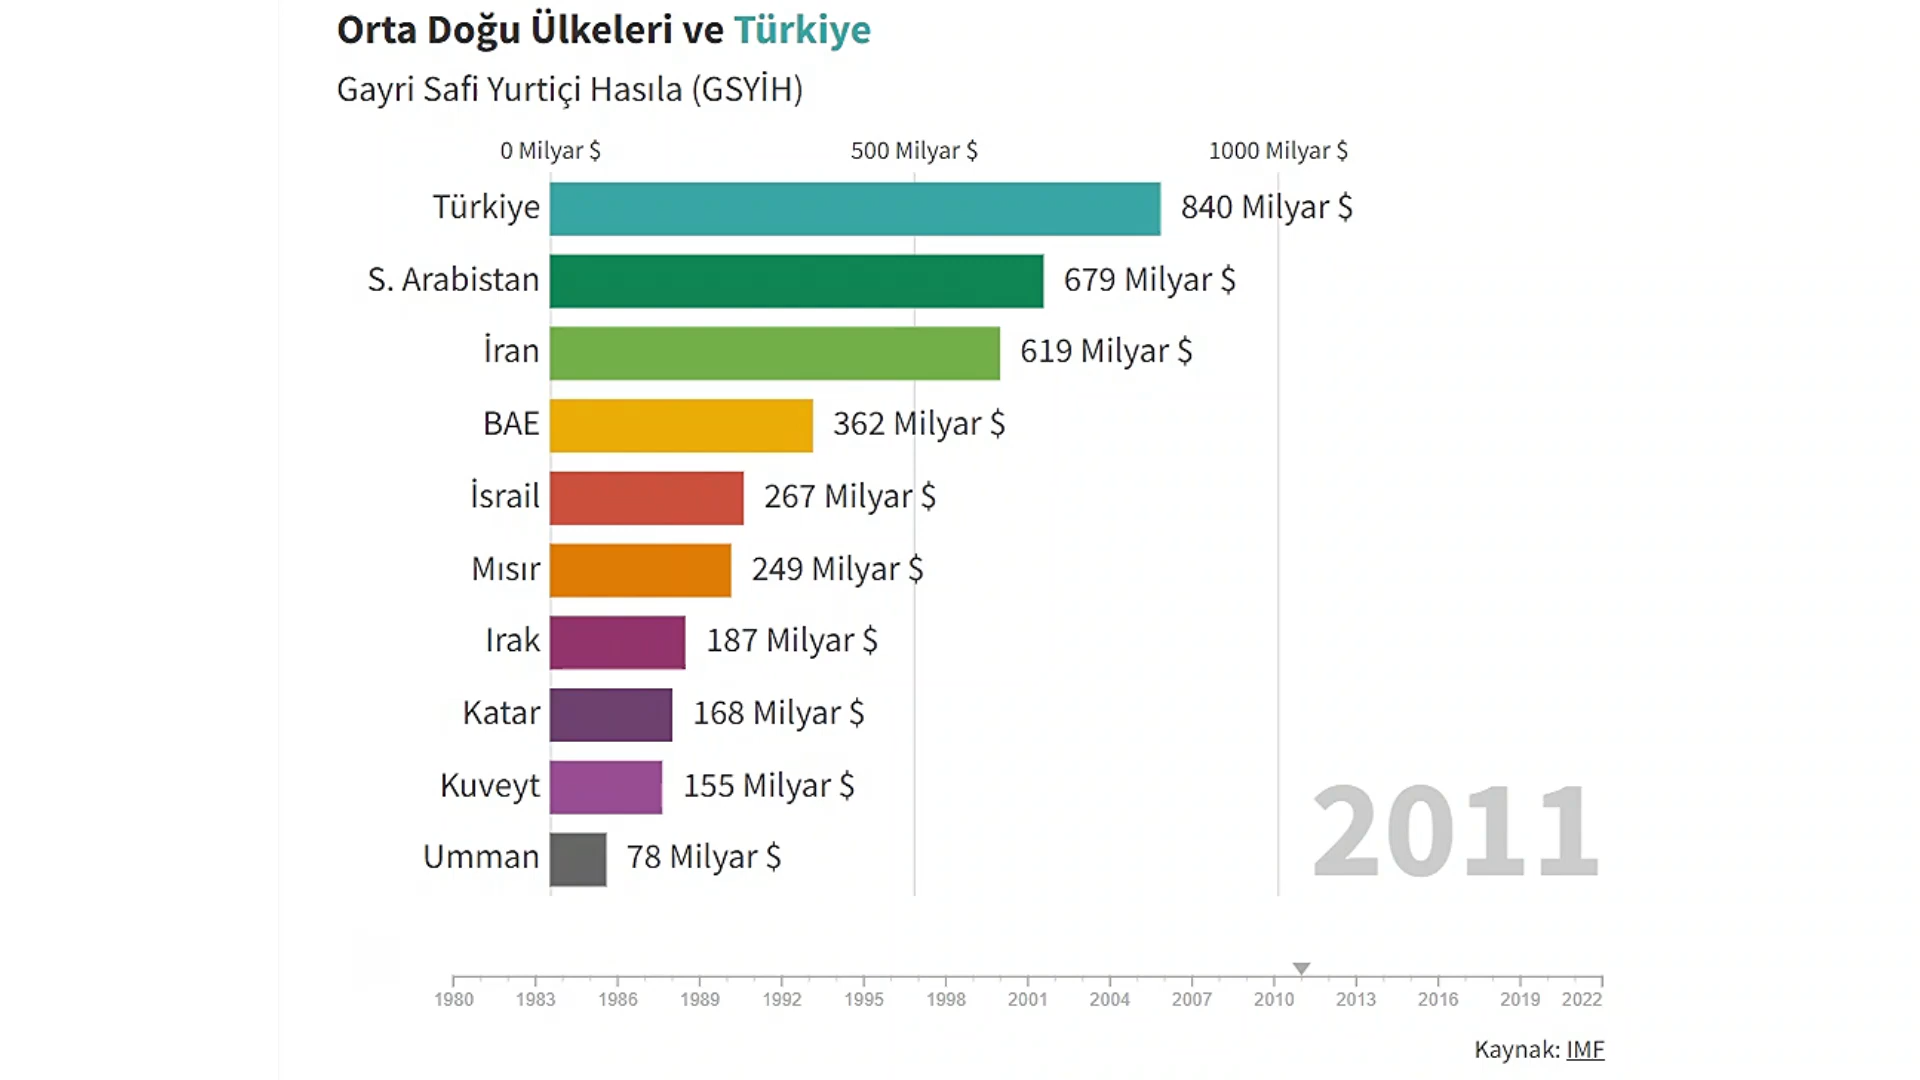 Orta Doğu Ülkeleri ve Türkiye
Gayri Safi Yurtiçi Hasıla (GSYİH)
0 Milyar $ 500 Milyar $ 1000 Milyar $
Türkiye 840 Milyar $
S. Arabistan 679 Milyar $
İran 619 Milyar $
BAE 362 Milyar $
İsrail 267 Milyar $
Mısır 249 Milyar $
Irak 187 Milyar $
Katar 168 Milyar $
Kuveyt 155 Milyar $
Umman 78 Milyar $
2011
1980 1983 1986 1989 1992 1995 1998 2001 2004 2007 2010 2013 2016 2019 2022
Kaynak: IMF